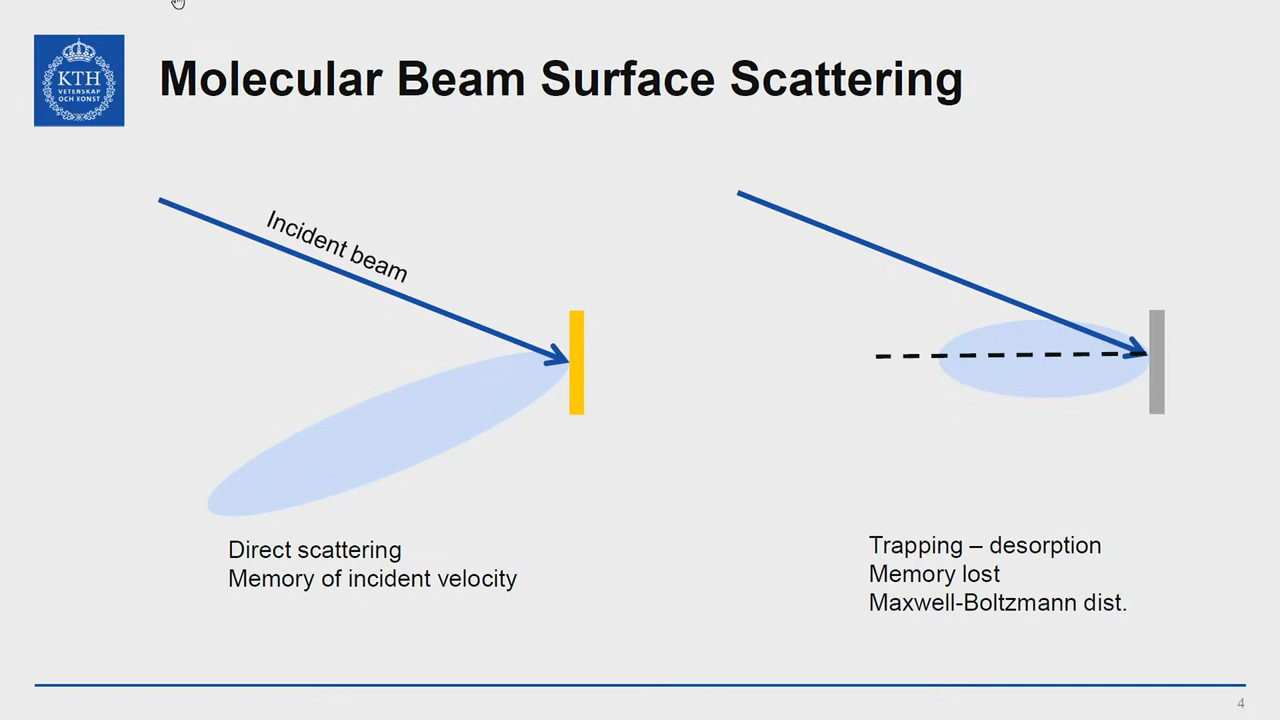 KTH
VETENSKAP
OCH KONST
Molecular Beam Surface Scattering
Incident beam
Direct scattering
Memory of incident velocity
Trapping – desorption
Memory lost
Maxwell-Boltzmann dist.
4